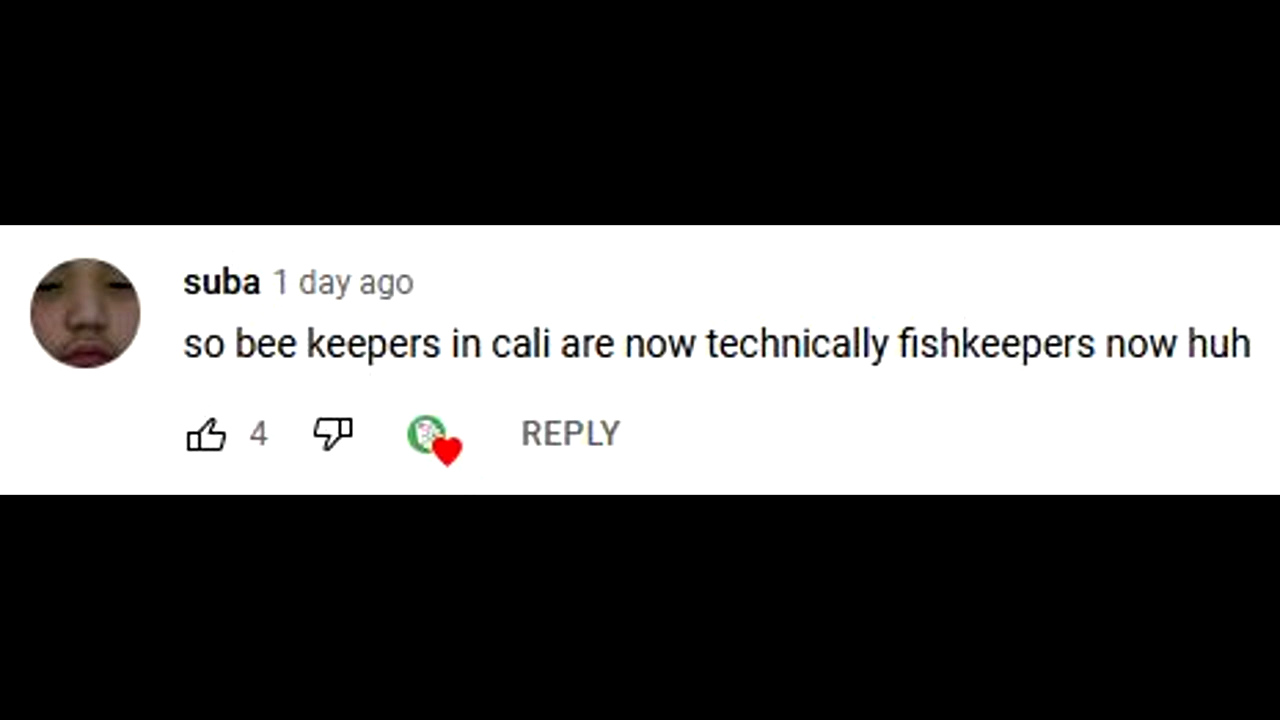 suba 1 day ago
so bee keepers in cali are now technically fishkeepers now huh
4 REPLY